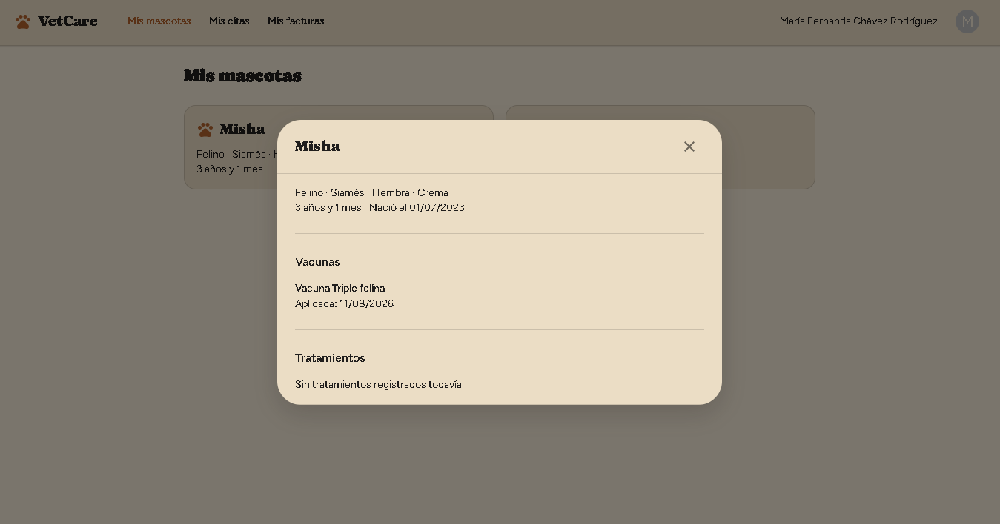 VetCare
Mis mascotas
Mis citas
Mis facturas
María Fernanda Chávez Rodríguez
M
Mis mascotas
Misha
Felino · Siamés · H
3 años y 1 mes
Misha
Felino · Siamés · Hembra · Crema
3 años y 1 mes · Nació el 01/07/2023
Vacunas
Vacuna Triple felina
Aplicada: 11/08/2026
Tratamientos
Sin tratamientos registrados todavía.